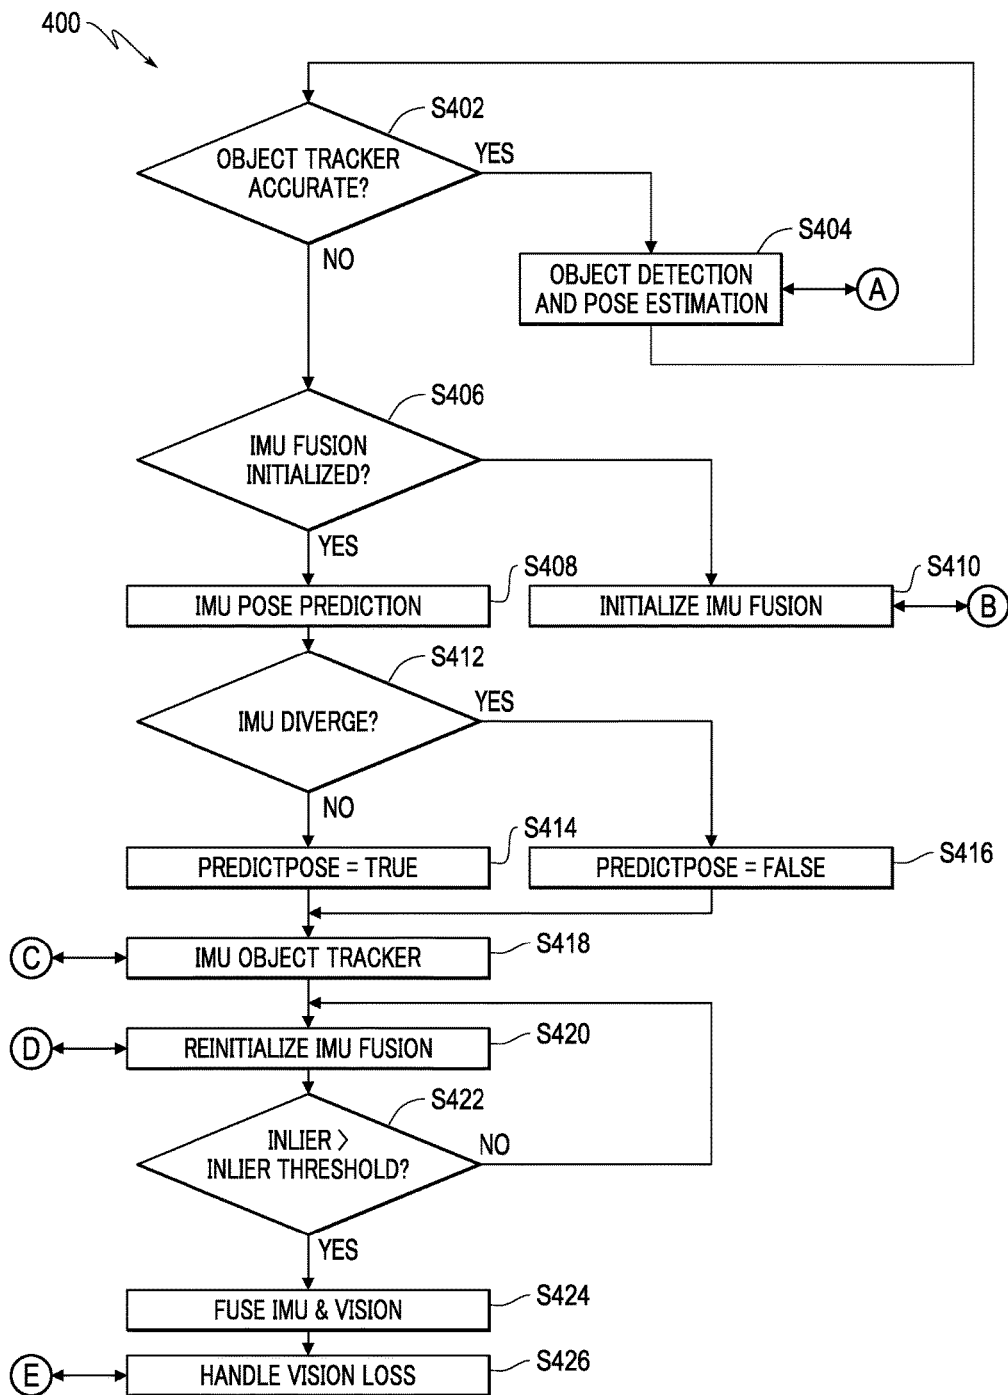 400
S402
OBJECT TRACKER
ACCURATE?
YES
NO
S404
OBJECT DETECTION
AND POSE ESTIMATION
A
S406
IMU FUSION
INITIALIZED?
YES
S408
IMU POSE PREDICTION
S410
INITIALIZE IMU FUSION
B
S412
IMU DIVERGE?
YES
NO
S414
PREDICTPOSE = TRUE
S416
PREDICTPOSE = FALSE
S418
C
IMU OBJECT TRACKER
S420
D
REINITIALIZE IMU FUSION
S422
INLIER >
INLIER THRESHOLD?
NO
YES
S424
FUSE IMU & VISION
S426
E
HANDLE VISION LOSS